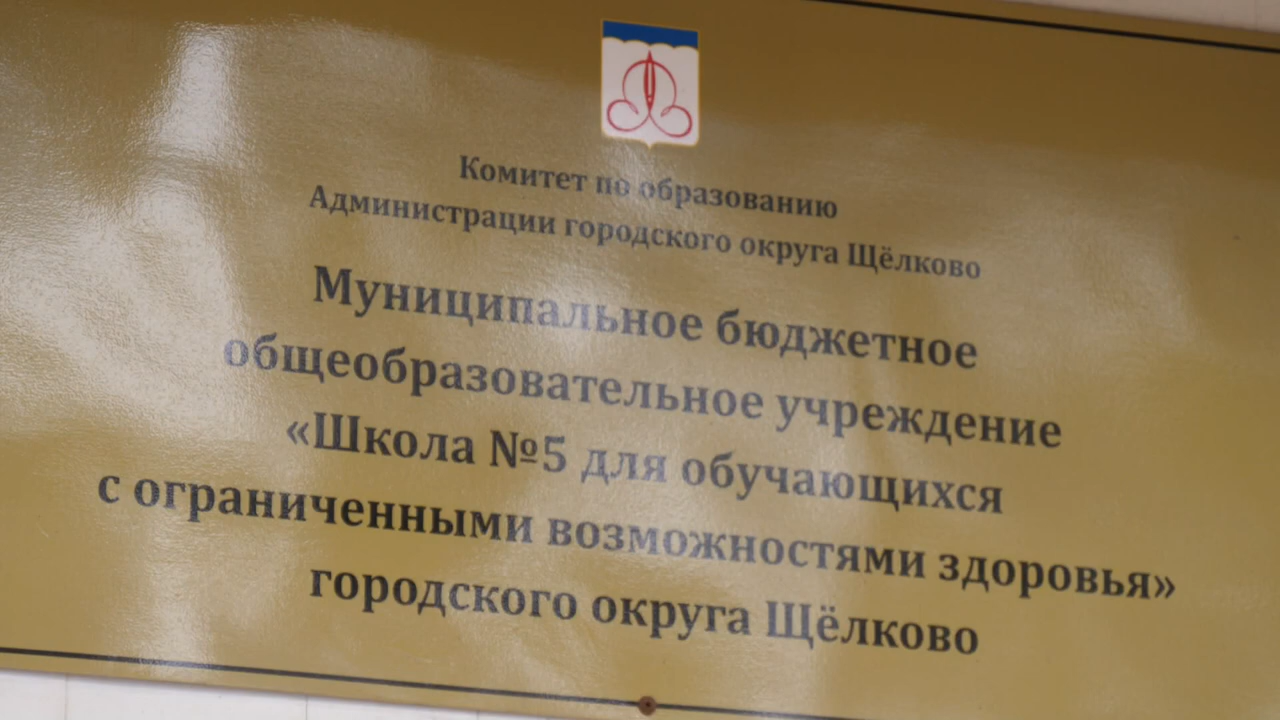 Комитет по образованию
Администрации городского округа Щёлково
Муниципальное бюджетное
общеобразовательное учреждение
«Школа №5 для обучающихся
с ограниченными возможностями здоровья»
городского округа Щёлково